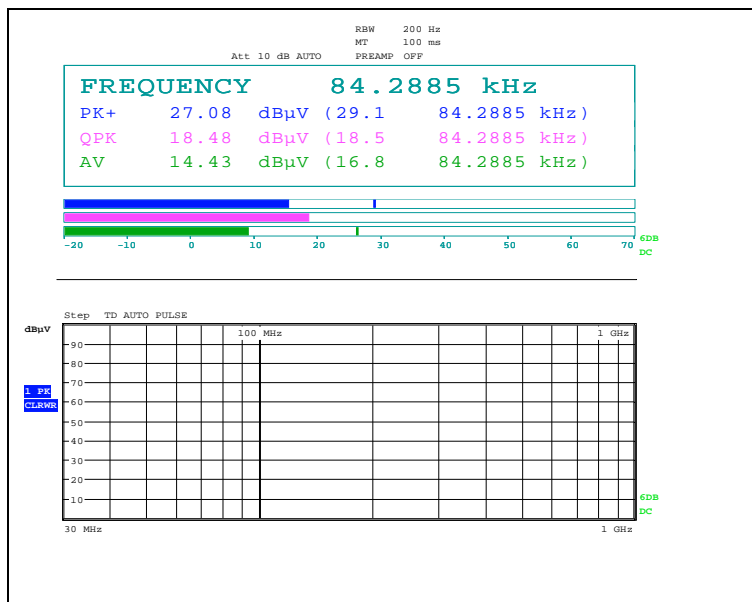 RBW 200 Hz
MT 100 ms
Att 10 dB AUTO PREAMP OFF
FREQUENCY 84.2885 kHz
PK+ 27.08 dBµV (29.1 84.2885 kHz)
QPK 18.48 dBµV (18.5 84.2885 kHz)
AV 14.43 dBµV (16.8 84.2885 kHz)
-20 -10 0 10 20 30 40 50 60 70
6DB
DC
Step TD AUTO PULSE
dBµV
100 MHz 1 GHz
90
80
70
1 PK
60
CLRWR
50
40
30
20
10
6DB
DC
30 MHz 1 GHz